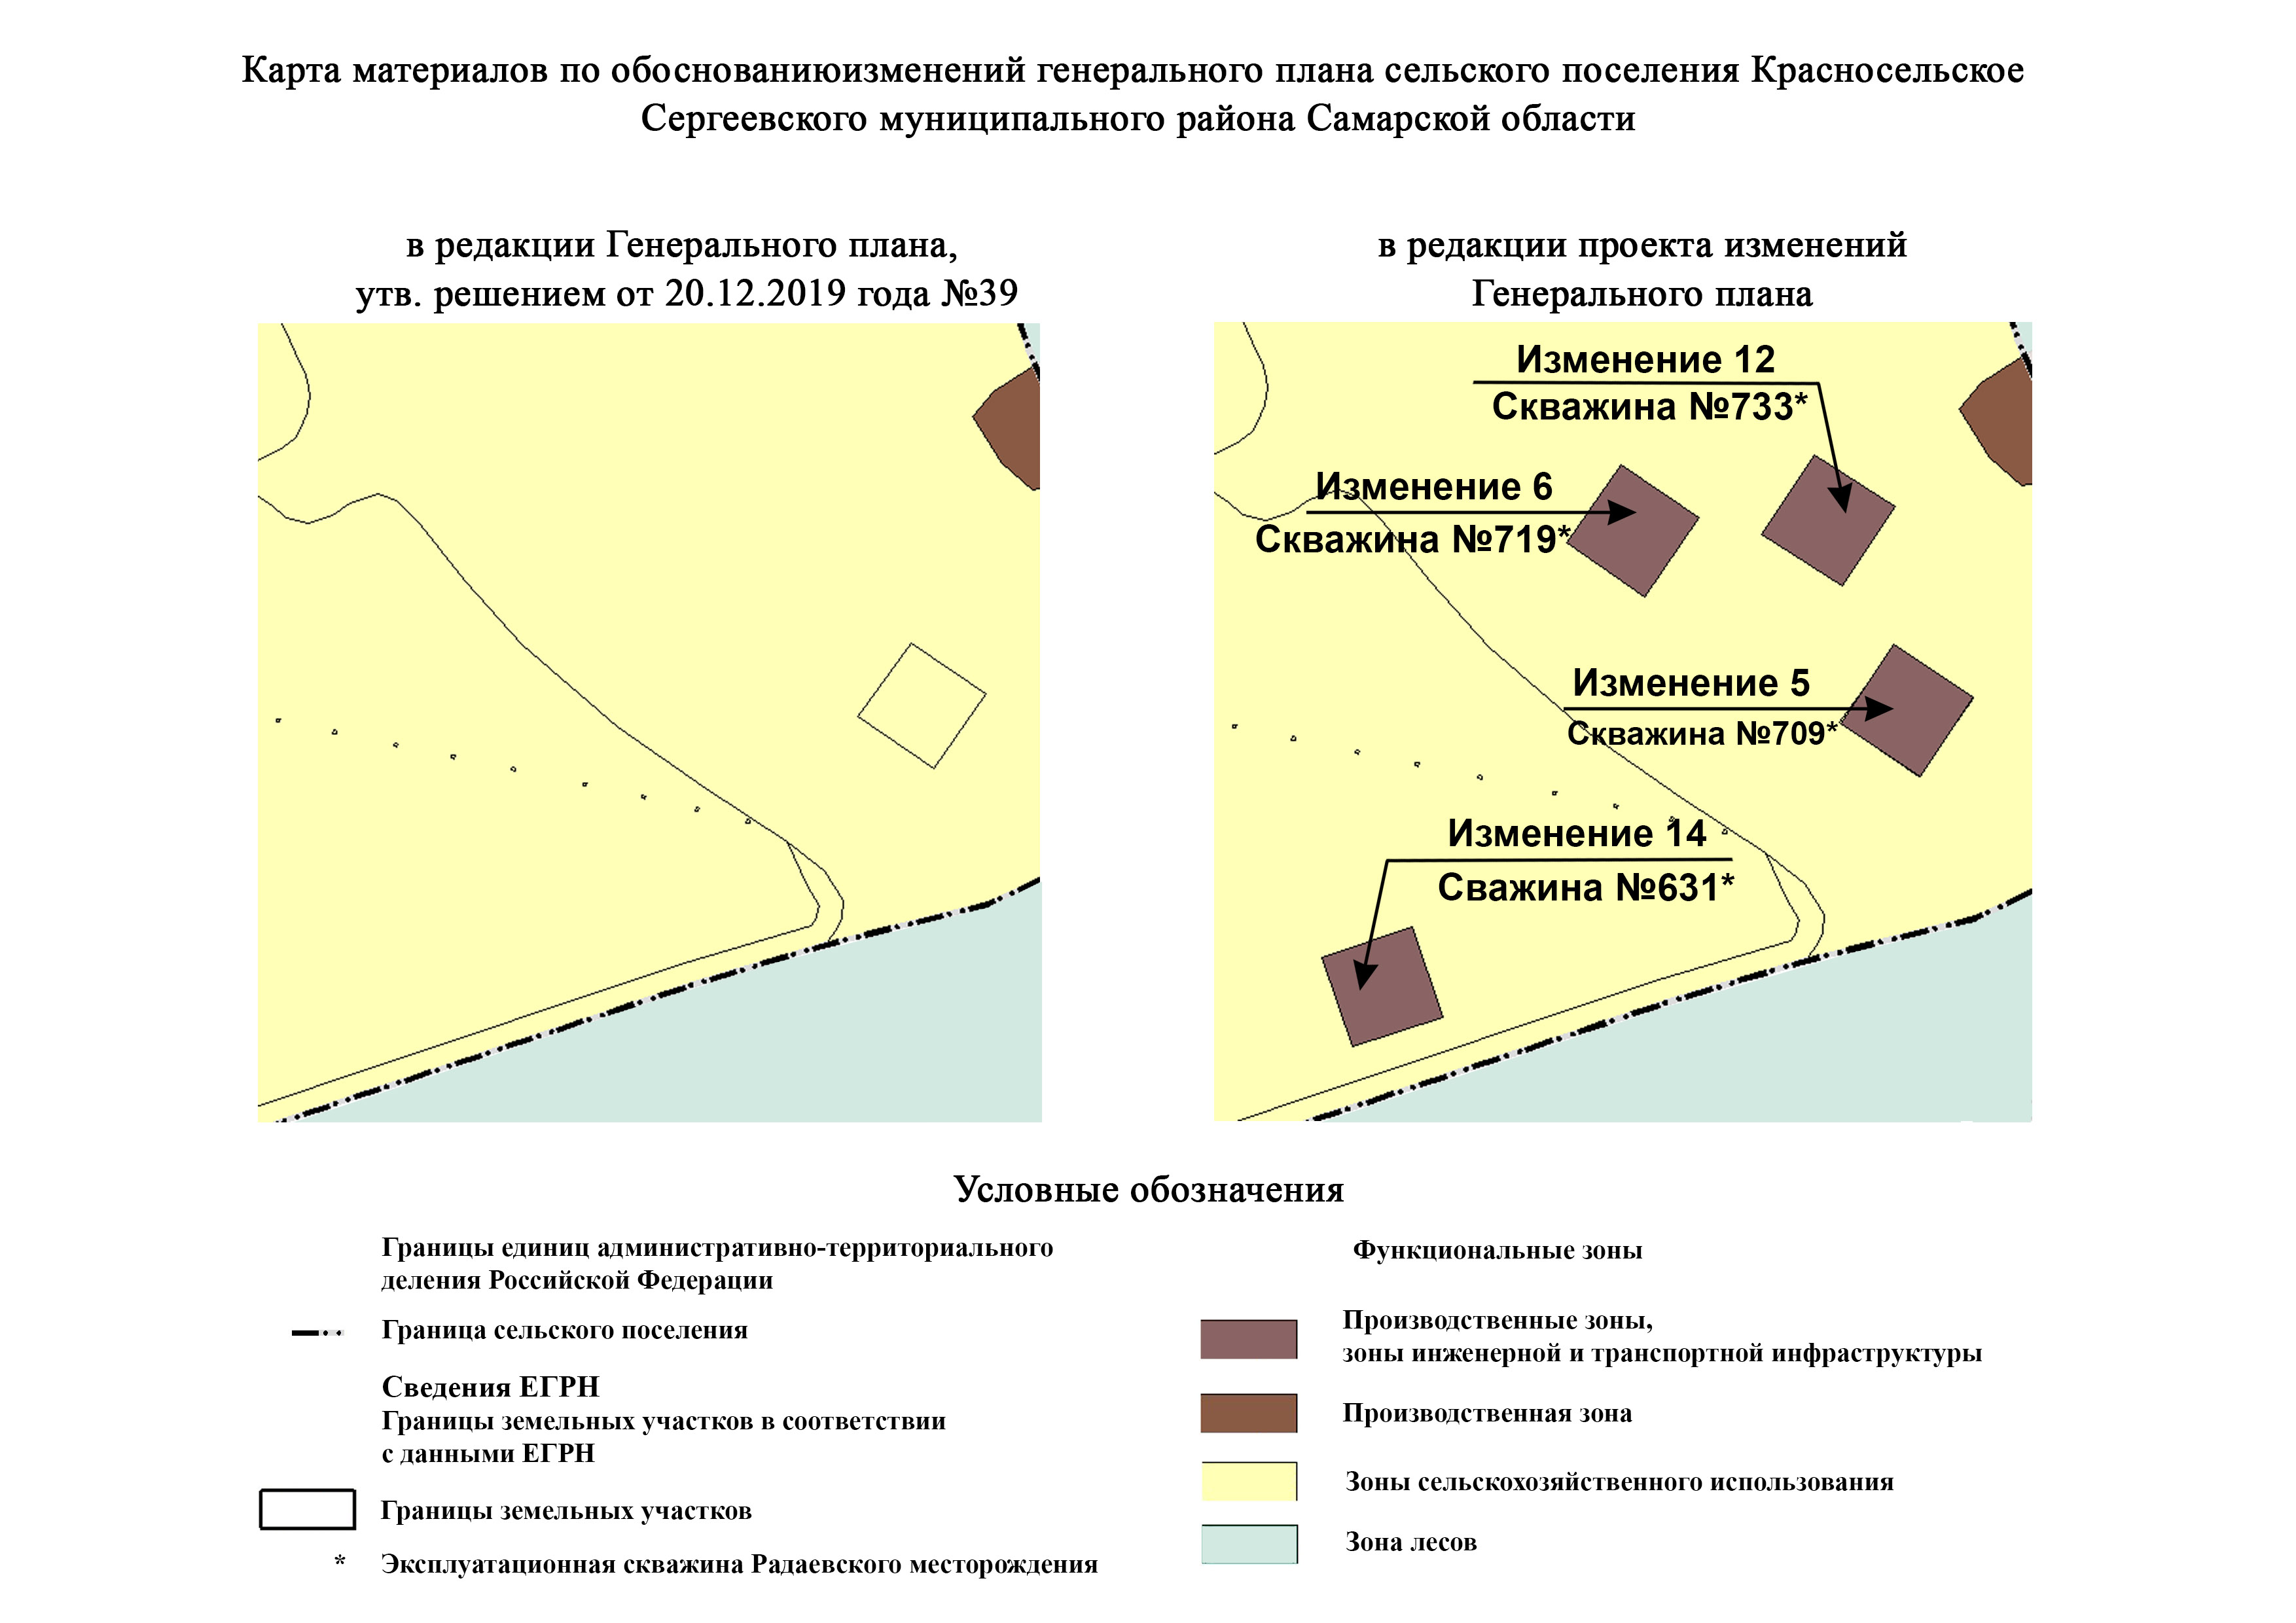 Карта материалов по обоснованиюизменений генерального плана сельского поселения Красносельское
Сергеевского муниципального района Самарской области
в редакции Генерального плана,
утв. решением от 20.12.2019 года №39
в редакции проекта изменений
Генерального плана
Изменение 12
Скважина №733*
Изменение 6
Скважина №719*
Изменение 5
Скважина №709*
Изменение 14
Сважина №631*
Условные обозначения
Границы единиц административно-территориального
деления Российской Федерации
Граница сельского поселения
Сведения ЕГРН
Границы земельных участков в соответствии
с данными ЕГРН
Границы земельных участков
* Эксплуатационная скважина Радаевского месторождения
Функциональные зоны
Производственные зоны,
зоны инженерной и транспортной инфраструктуры
Производственная зона
Зоны сельскохозяйственного использования
Зона лесов